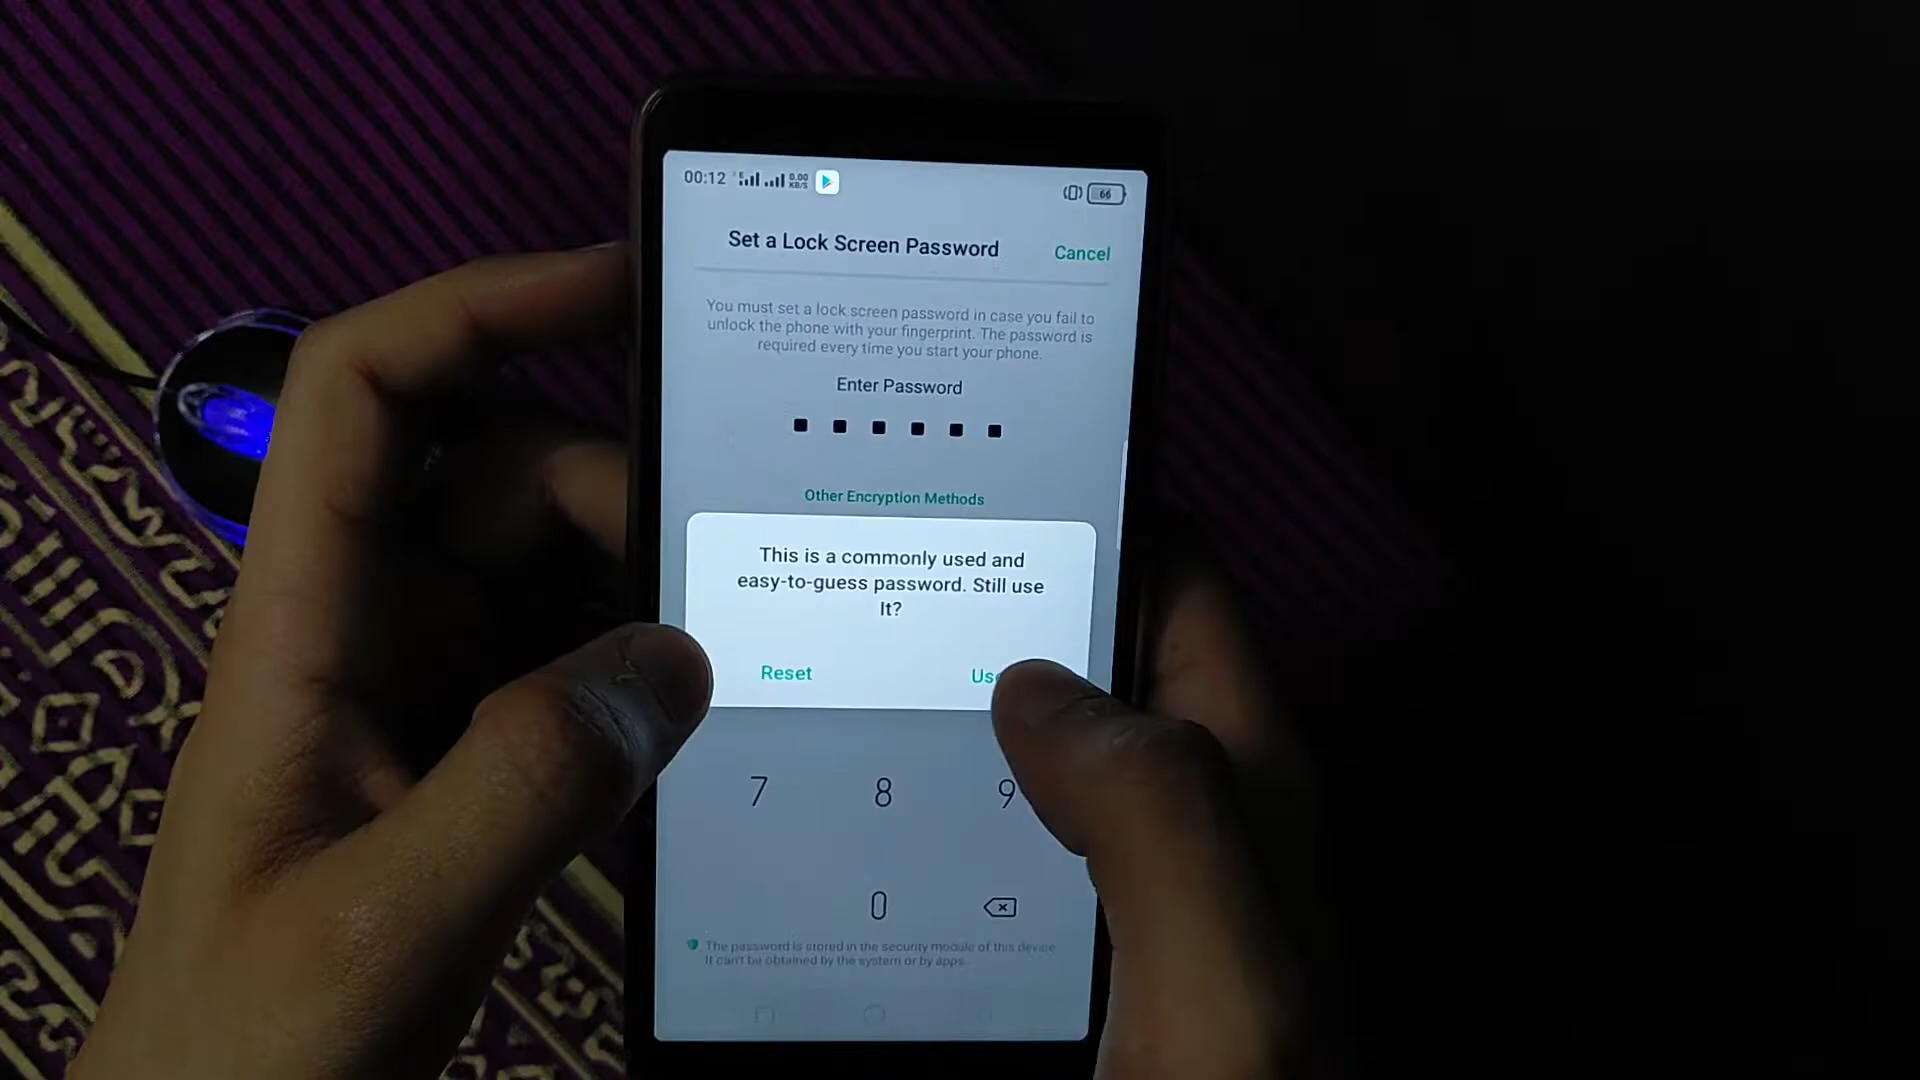 00:12 E 0.00 KB/S 66
Set a Lock Screen Password
Cancel
You must set a lock screen password in case you fail to
unlock the phone with your fingerprint. The password is
required every time you start your phone.
Enter Password
Other Encryption Methods
This is a commonly used and
easy-to-guess password. Still use
It?
Reset
Use
7 8 9
0
The password is stored in the security module of this device
It can't be obtained by the system or by apps.